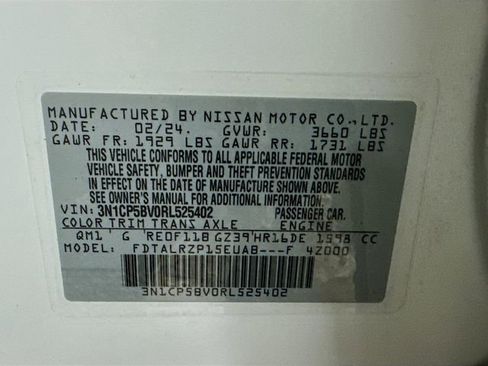 MANUFACTURED BY NISSAN MOTOR CO.,LTD.
DATE: 02/24. GVWR: 3660 LBS
GAWR FR: 1929 LBS GAWR RR: 1731 LBS
THIS VEHICLE CONFORMS TO ALL APPLICABLE FEDERAL MOTOR
VEHICLE SAFETY, BUMPER AND THEFT PREVENTION STANDARDS
IN EFFECT ON THE DATE OF MANUFACTURE SHOWN ABOVE.
SEE OWNER'S MANUAL FOR ADDITIONAL INFORMATION.
VIN: 3N1CP5BV0RL525402 PASSENGER CAR.
COLOR TRIM TRANS AXLE ENGINE
QM1 ' G 'RE0F11B GZ39'HR16DE 1598 CC
MODEL: FDTALRZP15EUAB---F 4Z000
3N1CP5BV0RL525402